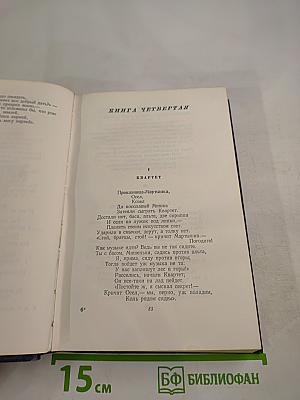 КНИГА ЧЕТВЕРТАЯ
I
КВАРТЕТ
Проказница-Мартышка,
Осел,
Козел
Да косолапый Мишка
Затеяли сыграть Квартет.
Достали нот, баса, альта, две скрипки
И сели на лужок под липки,—
Пленять своим искусством свет.
Ударили в смычки, дерут, а толку нет.
«Стой, братцы, стой! — кричит Мартышка.—
Погодите!
Как музыке идти? Ведь вы не так сидите.
Ты с басом, Мишенька, садись против альта,
Я, прима, сяду против вторы;
Тогда пойдет уж музыка не та:
У нас запляшут лес и горы!»
Расселись, начали Квартет;
Он все-таки на лад нейдет.
«Постойте ж, я сыскал секрет!—
Кричит Осел,— мы, верно, уж поладим,
Коль рядом сядем».
6*
83
15 см
БФ БИБЛИОФАН